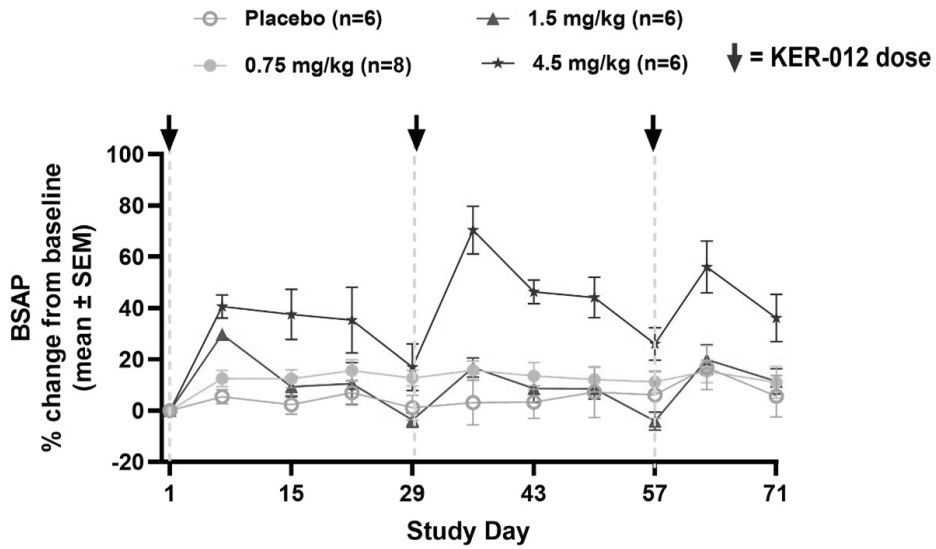 Placebo (n=6)
1.5 mg/kg (n=6)
0.75 mg/kg (n=8)
4.5 mg/kg (n=6)
= KER-012 dose
BSAP
% change from baseline
(mean ± SEM)
100
80
60
40
20
0
-20
1
15
29
43
57
71
Study Day